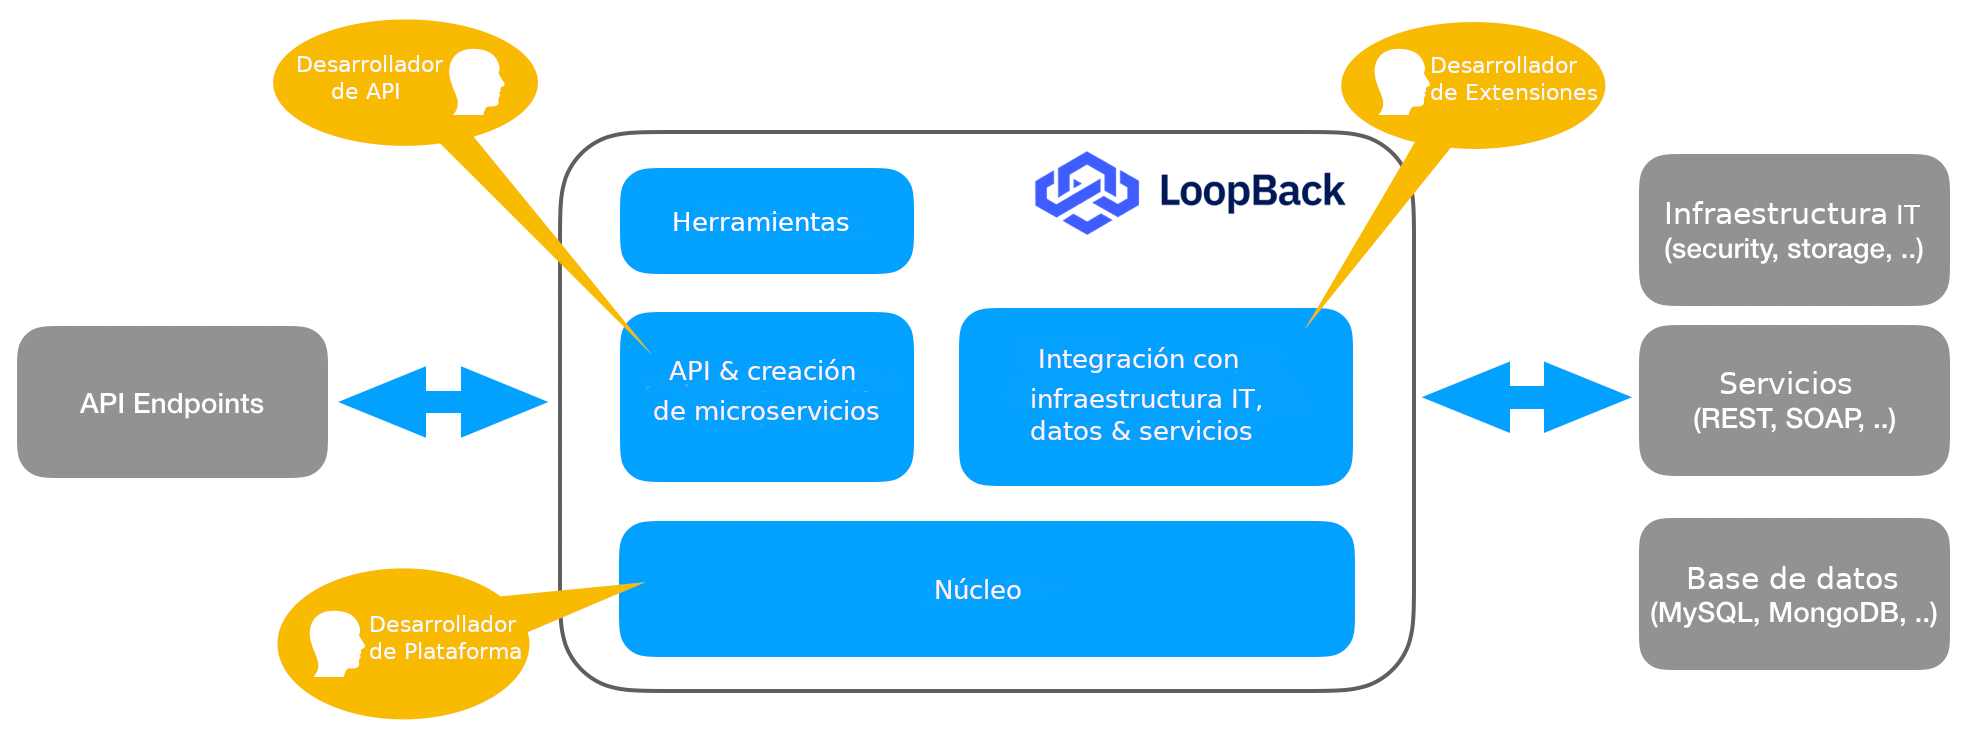 Desarrollador
de API
Desarrollador
de Extensiones
Herramientas
LoopBack
API & creación
de microservicios
Integración con
infraestructura IT,
datos & servicios
Núcleo
Desarrollador
de Plataforma
API Endpoints
Infraestructura IT
(security, storage, ..)
Servicios
(REST, SOAP, ..)
Base de datos
(MySQL, MongoDB, ..)